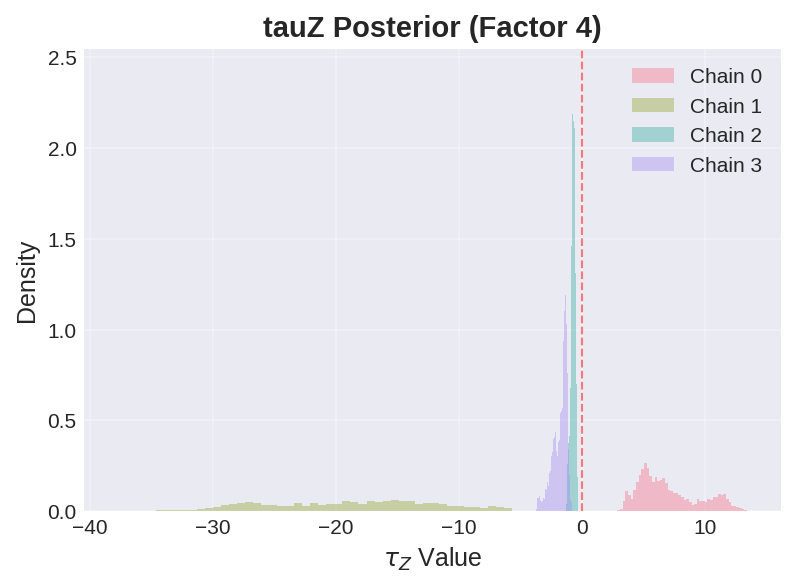 tauZ Posterior (Factor 4)
2.5
2.0
1.5
1.0
0.5
0.0
Density
Chain 0
Chain 1
Chain 2
Chain 3
−40
−30
−20
−10
0
10
τ_Z Value